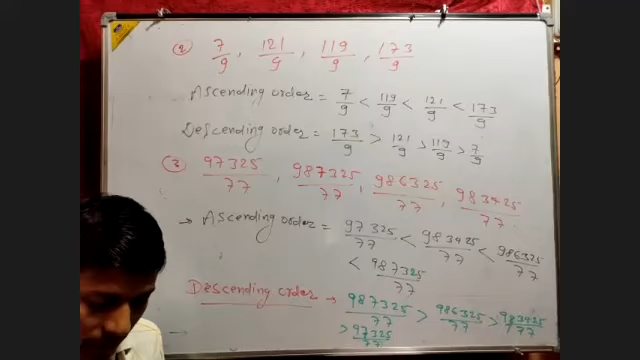 ② 7/9 , 121/9 , 119/9 , 173/9
Ascending order = 7/9 < 119/9 < 121/9 < 173/9
Descending order = 173/9 > 121/9 > 119/9 > 7/9
③ 97325/77 , 987325/77 , 986325/77 , 983425/77
→ Ascending order = 97325/77 < 983425/77 < 986325/77
< 987325/77
Descending order → 987325/77 > 986325/77 > 983425/77
> 97325/77